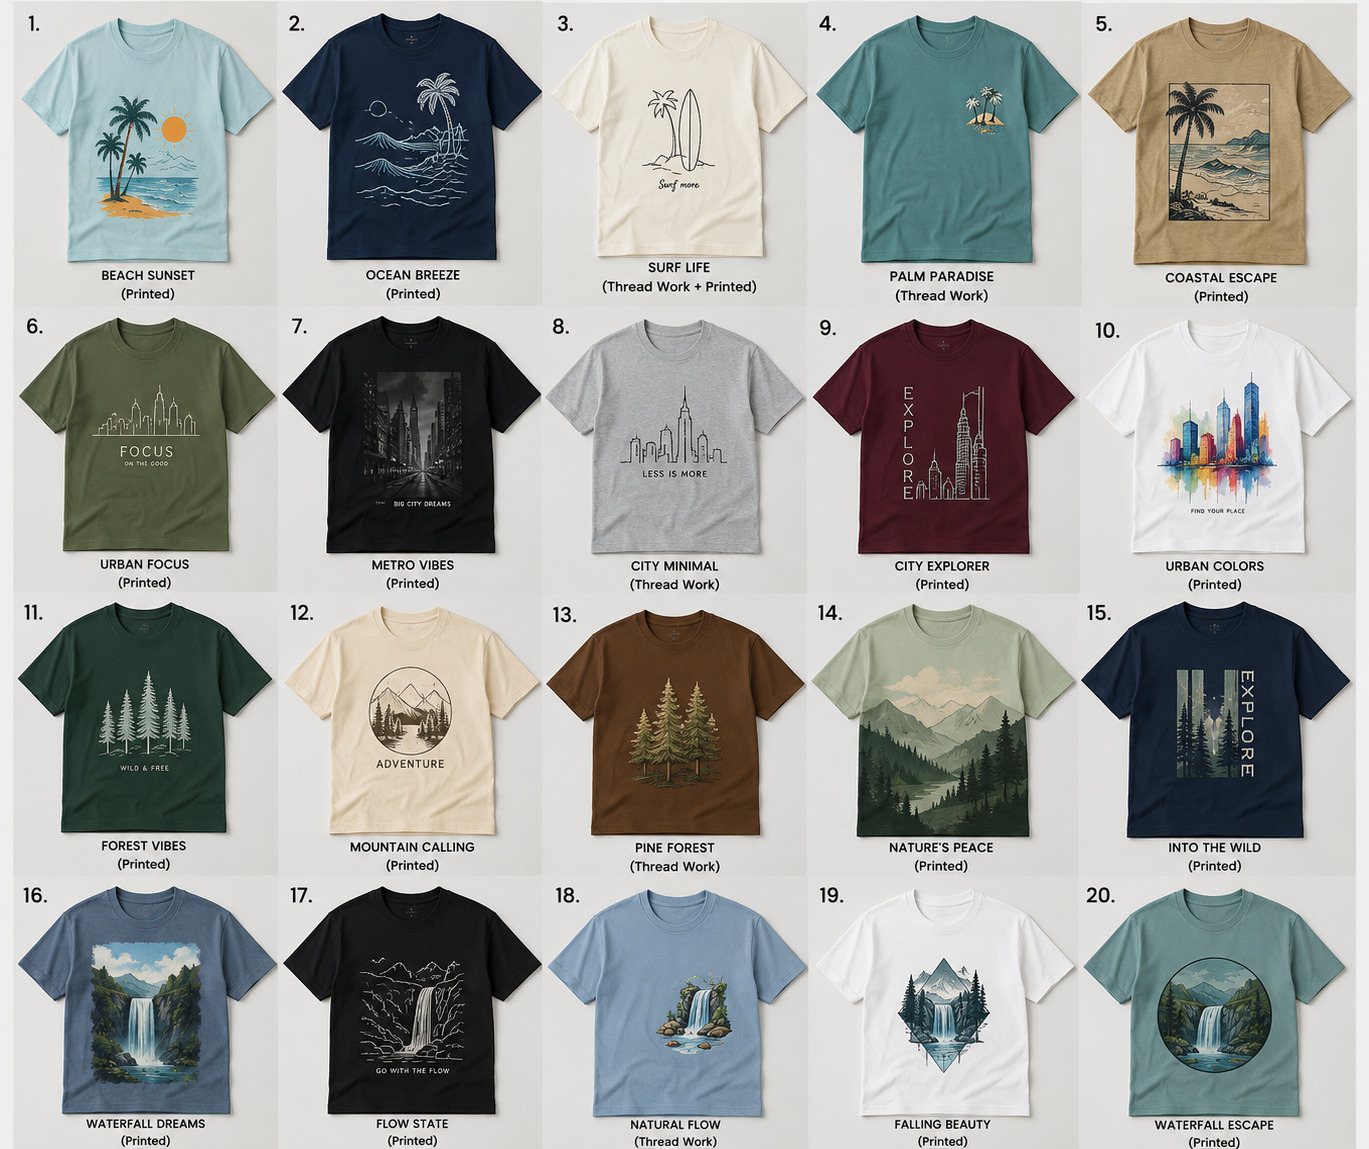 1.
2.
3.
4.
5.
Surf more
BEACH SUNSET
(Printed)
OCEAN BREEZE
(Printed)
SURF LIFE
(Thread Work + Printed)
PALM PARADISE
(Thread Work)
COASTAL ESCAPE
(Printed)
6.
7.
8.
9.
10.
FOCUS
ON THE GOOD
BIG CITY DREAMS
LESS IS MORE
EXPLORE
FIND YOUR PLACE
URBAN FOCUS
(Printed)
METRO VIBES
(Printed)
CITY MINIMAL
(Thread Work)
CITY EXPLORER
(Printed)
URBAN COLORS
(Printed)
11.
12.
13.
14.
15.
WILD & FREE
ADVENTURE
EXPLORE
FOREST VIBES
(Printed)
MOUNTAIN CALLING
(Printed)
PINE FOREST
(Thread Work)
NATURE'S PEACE
(Printed)
INTO THE WILD
(Printed)
16.
17.
18.
19.
20.
GO WITH THE FLOW
WATERFALL DREAMS
(Printed)
FLOW STATE
(Printed)
NATURAL FLOW
(Thread Work)
FALLING BEAUTY
(Printed)
WATERFALL ESCAPE
(Printed)